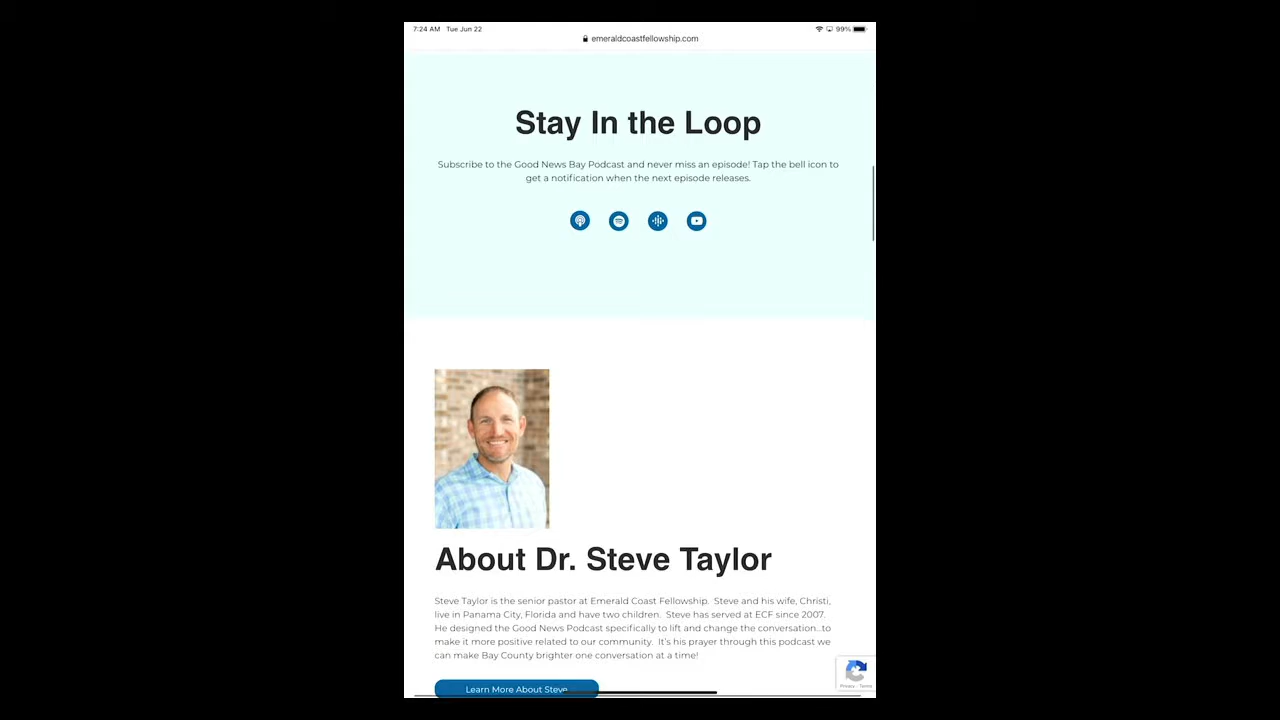 7:24 AM Tue Jun 22
99%
emeraldcoastfellowship.com
Stay In the Loop
Subscribe to the Good News Bay Podcast and never miss an episode! Tap the bell icon to
get a notification when the next episode releases.
About Dr. Steve Taylor
Steve Taylor is the senior pastor at Emerald Coast Fellowship. Steve and his wife, Christi,
live in Panama City, Florida and have two children. Steve has served at ECF since 2007.
He designed the Good News Podcast specifically to lift and change the conversation…to
make it more positive related to our community. It's his prayer through this podcast we
can make Bay County brighter one conversation at a time!
Learn More About Steve
Privacy - Terms